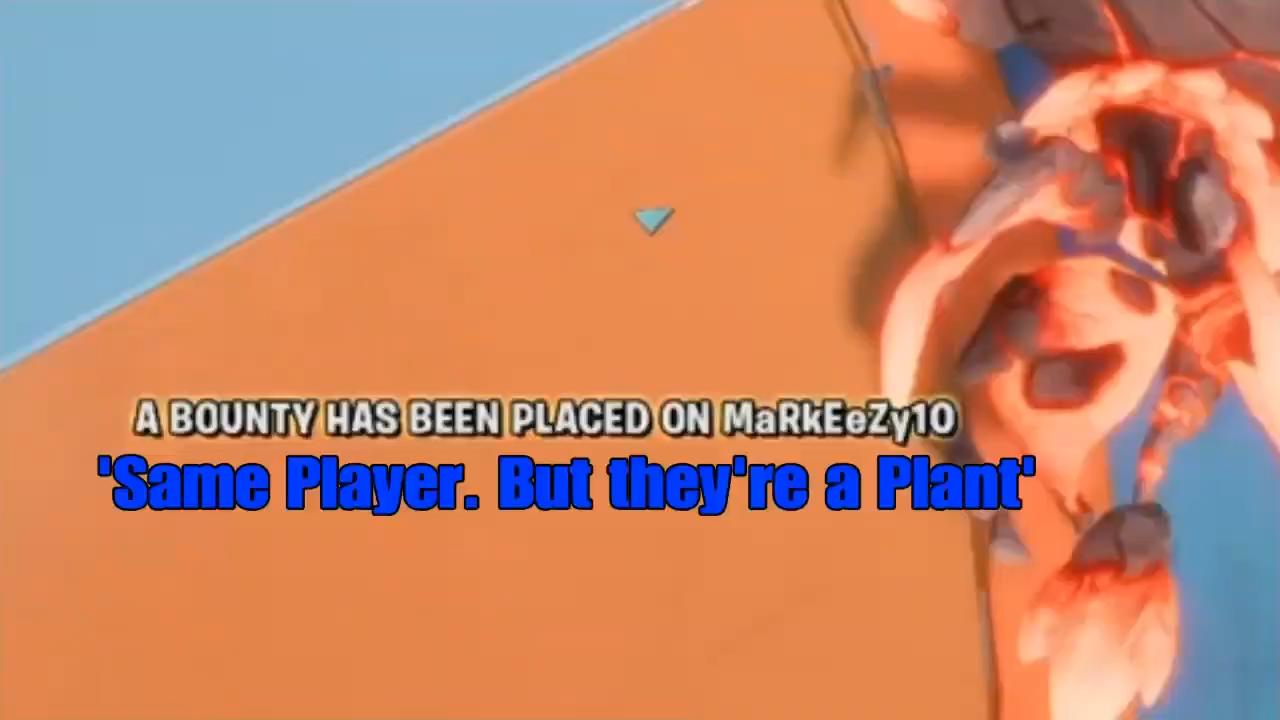 A BOUNTY HAS BEEN PLACED ON MaRkEeZy10
'Same Player. But they're a Plant'